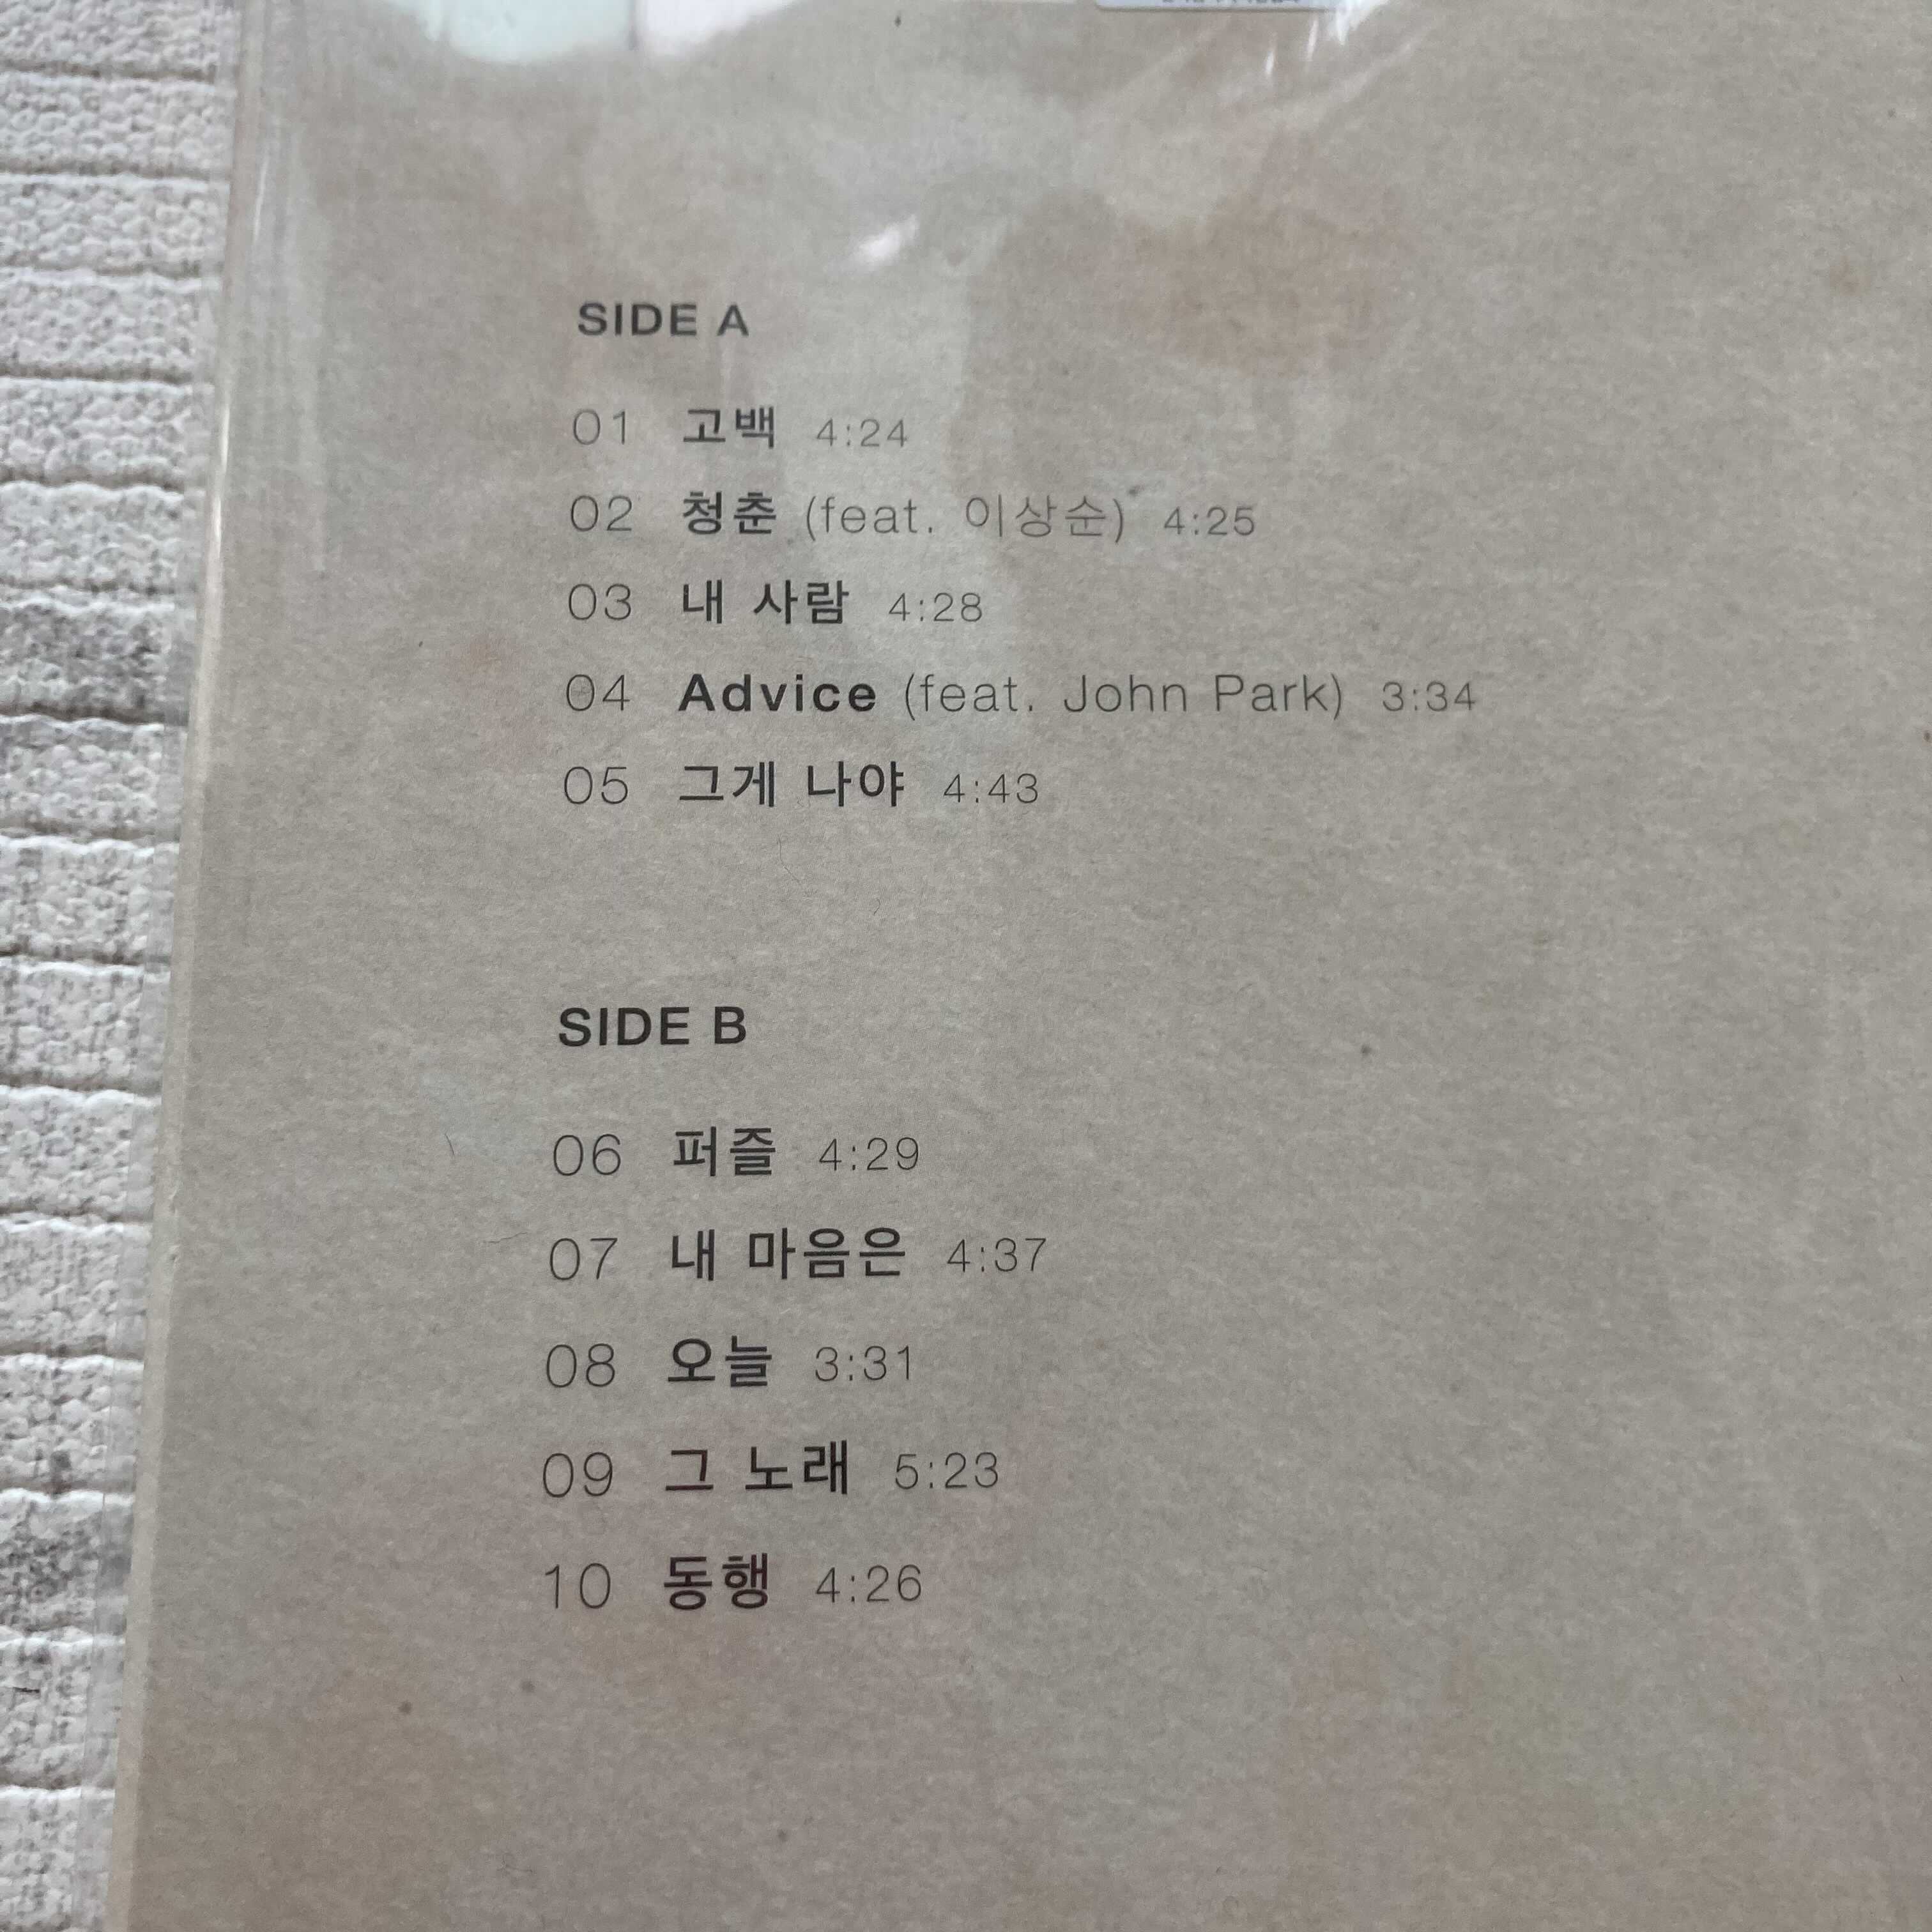 SIDE A
01 고백 4:24
02 청춘 (feat. 이상순) 4:25
03 내 사람 4:28
04 Advice (feat. John Park) 3:34
05 그게 나야 4:43
SIDE B
06 퍼즐 4:29
07 내 마음은 4:37
08 오늘 3:31
09 그 노래 5:23
10 동행 4:26